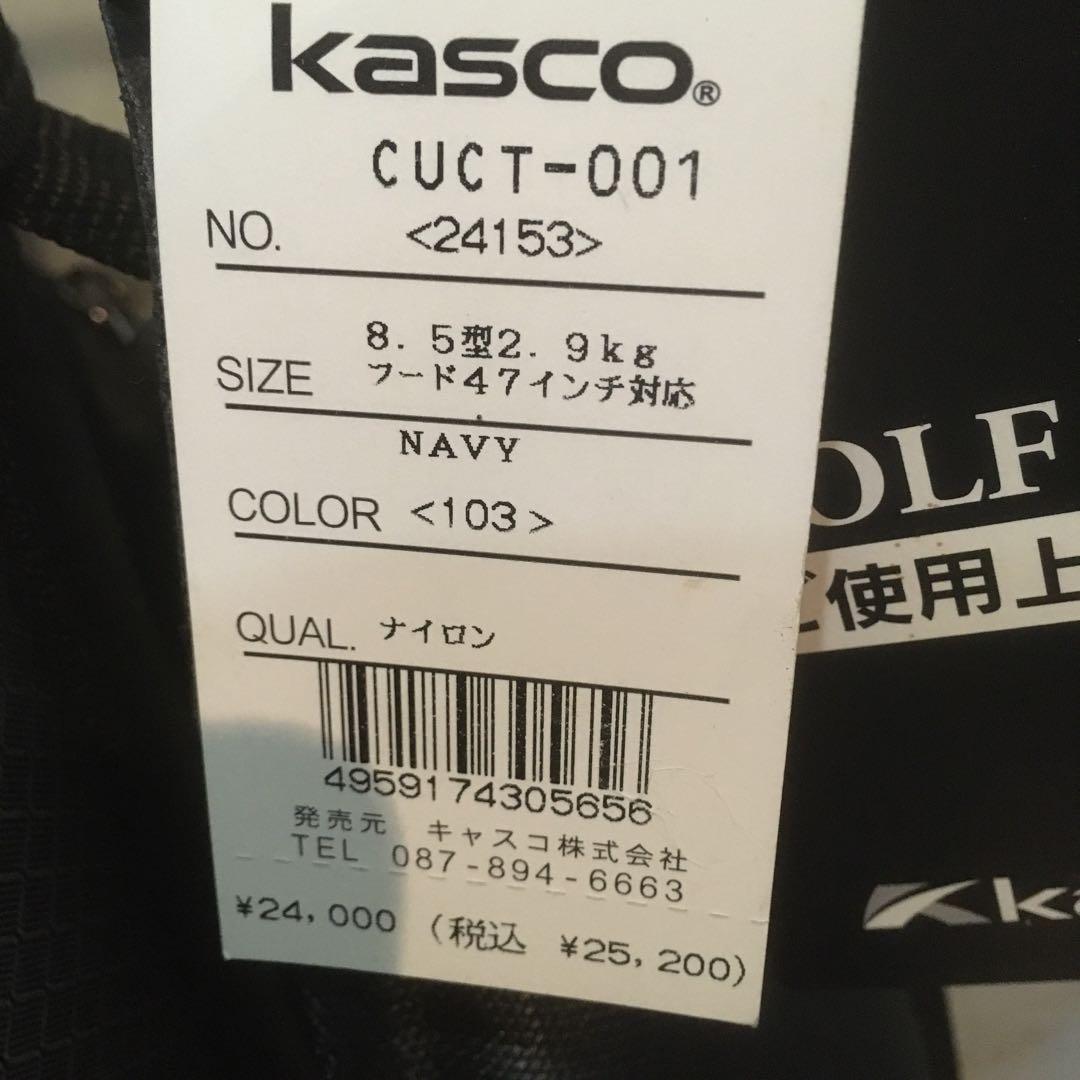 kasco®
CUCT-001
NO. <24153>
8.5型2.9kg
SIZE フード47インチ対応
NAVY
COLOR <103>
QUAL. ナイロン
4959174305656
発売元 キャスコ株式会社
TEL 087-894-6663
¥24,000 (税込 ¥25,200)
OLF
ご使用上
ka